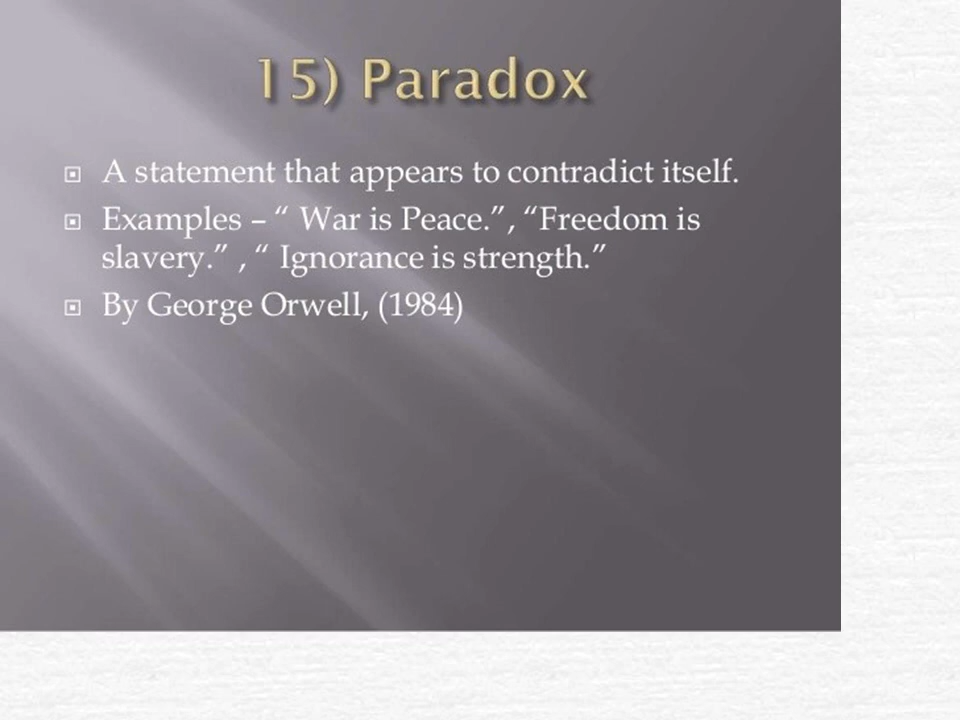 15) Paradox
A statement that appears to contradict itself.
Examples – “ War is Peace.”, “Freedom is
slavery.” , “ Ignorance is strength.”
By George Orwell, (1984)